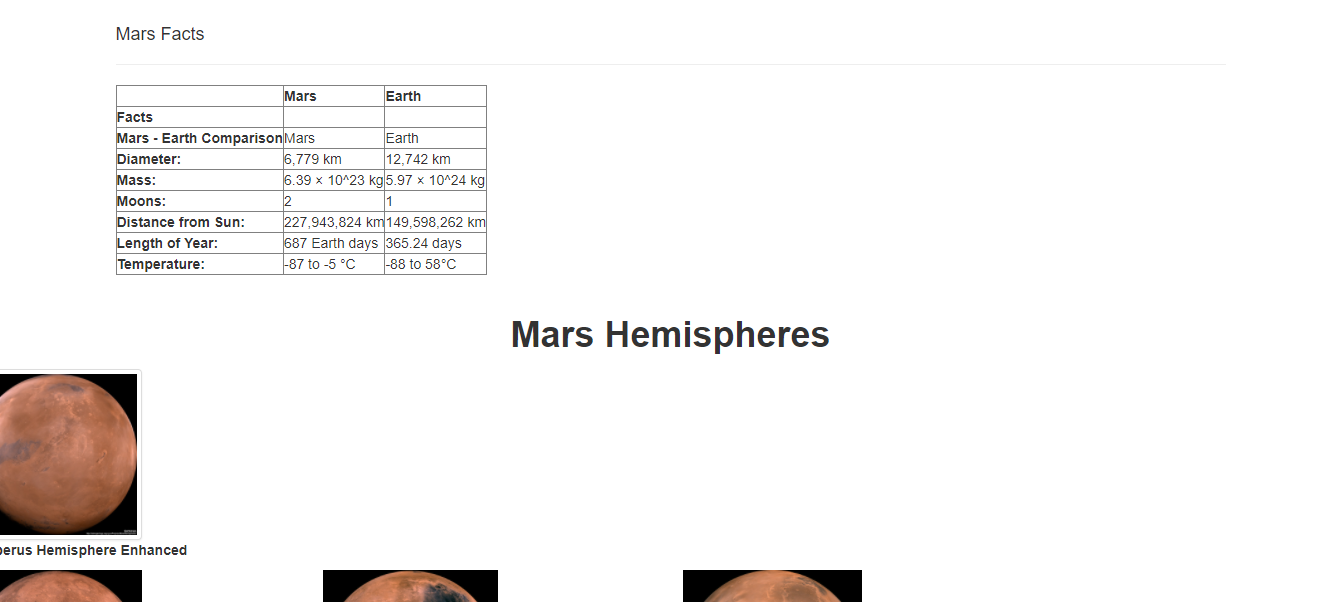 Mars Facts
Mars Earth
Facts
Mars - Earth Comparison Mars Earth
Diameter: 6,779 km 12,742 km
Mass: 6.39 × 10^23 kg 5.97 × 10^24 kg
Moons: 2 1
Distance from Sun: 227,943,824 km 149,598,262 km
Length of Year: 687 Earth days 365.24 days
Temperature: -87 to -5 °C -88 to 58°C
Mars Hemispheres
berus Hemisphere Enhanced